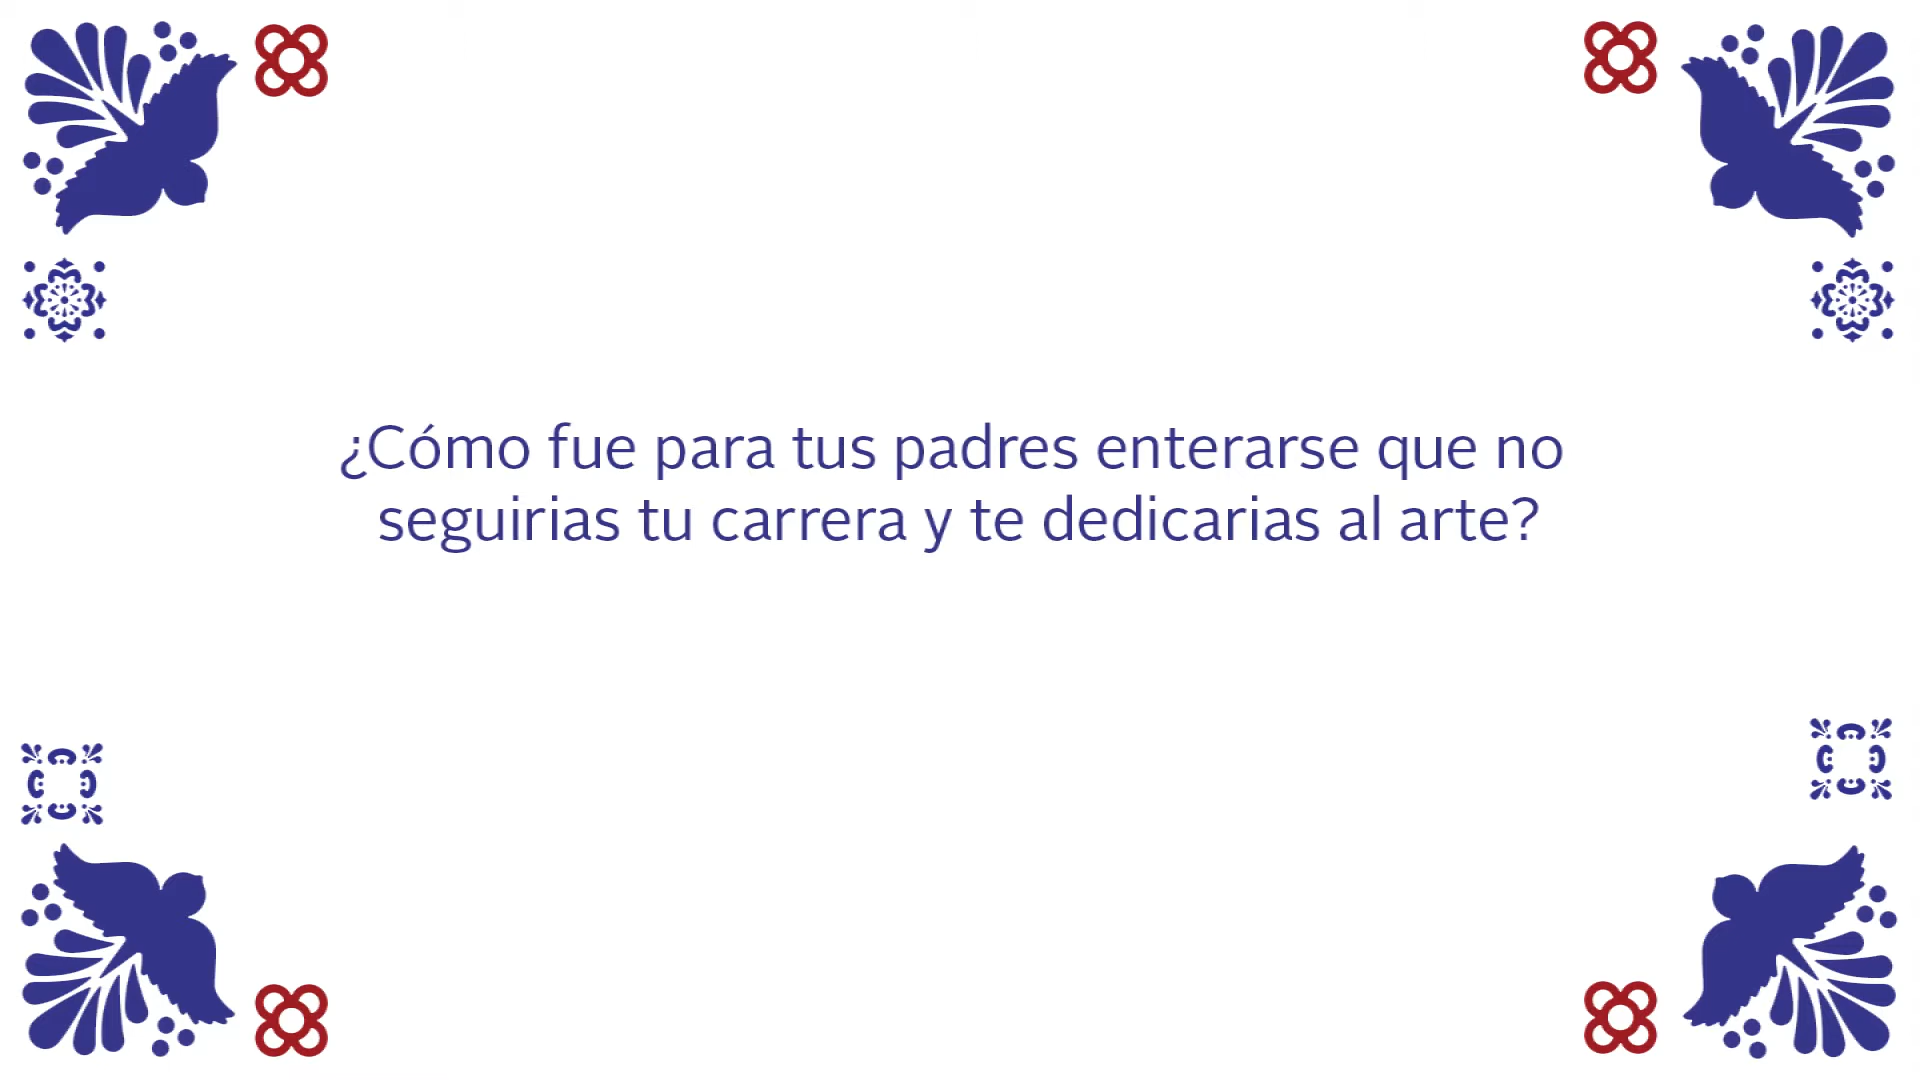 ¿Cómo fue para tus padres enterarse que no
seguirias tu carrera y te dedicarias al arte?